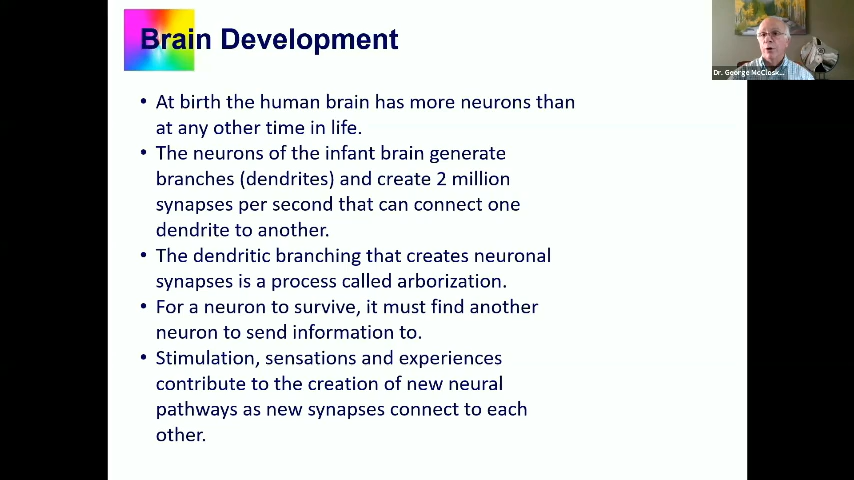 Brain Development
Dr. George McClosk...
• At birth the human brain has more neurons than
at any other time in life.
• The neurons of the infant brain generate
branches (dendrites) and create 2 million
synapses per second that can connect one
dendrite to another.
• The dendritic branching that creates neuronal
synapses is a process called arborization.
• For a neuron to survive, it must find another
neuron to send information to.
• Stimulation, sensations and experiences
contribute to the creation of new neural
pathways as new synapses connect to each
other.